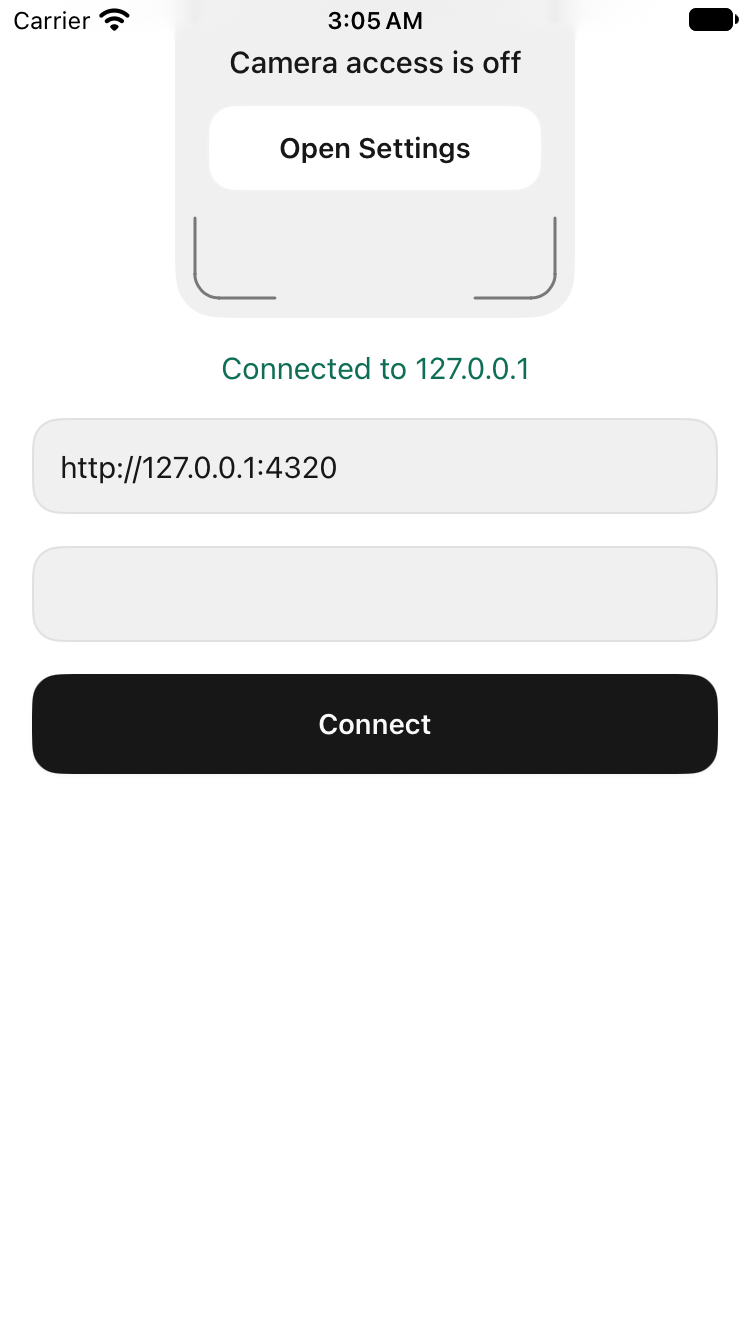 Carrier 3:05 AM
Camera access is off
Open Settings
Connected to 127.0.0.1
http://127.0.0.1:4320
Connect